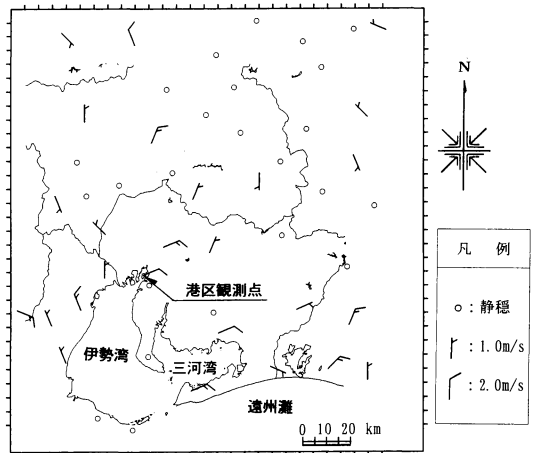 N
港区観測点
伊勢湾
三河湾
遠州灘
0 10 20 km
凡 例
：静穏
：1.0m/s
：2.0m/s